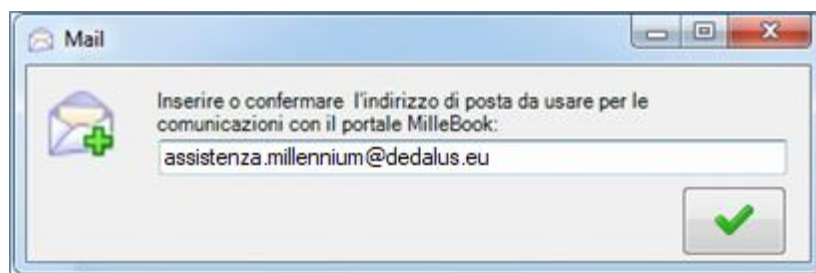 Mail
Inserire o confermare l'indirizzo di posta da usare per le
comunicazioni con il portale MilleBook:
assistenza.millennium@dedalus.eu